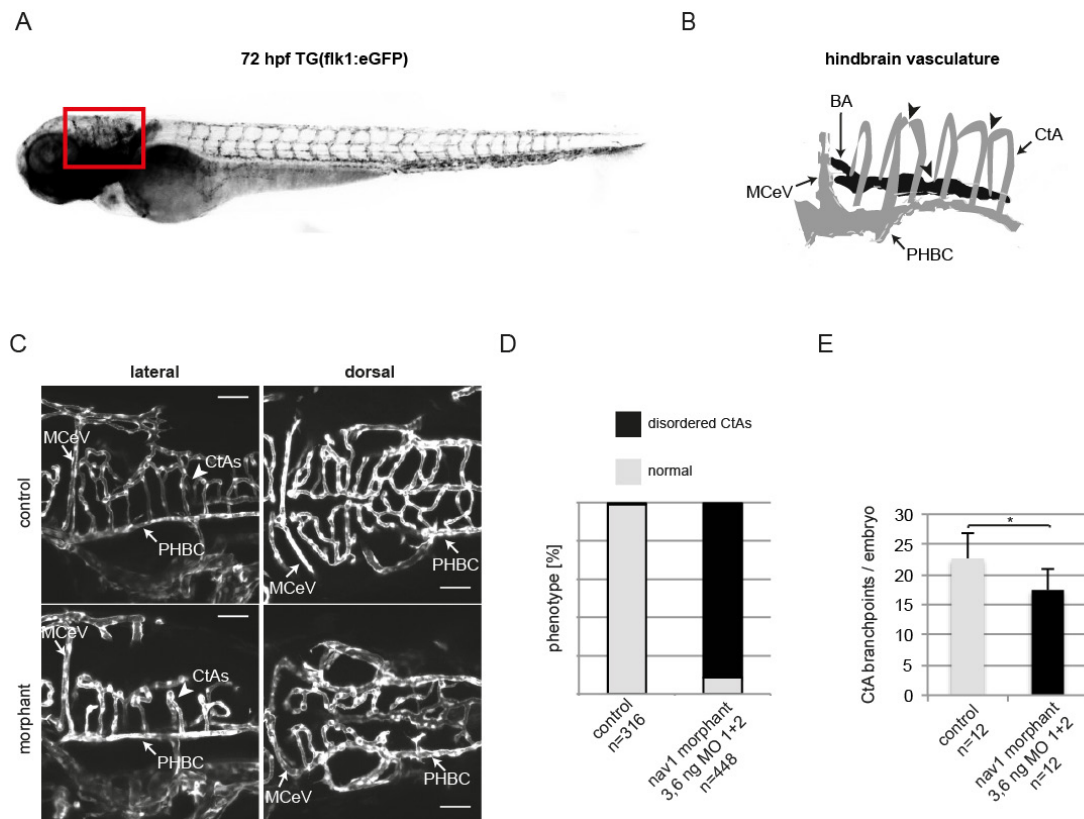 A
72 hpf TG(flk1:eGFP)
B
hindbrain vasculature
BA
CtA
MCeV
PHBC
C
lateral
dorsal
control
MCeV
CtAs
PHBC
MCeV
PHBC
morphant
MCeV
CtAs
PHBC
MCeV
PHBC
D
disordered CtAs
normal
phenotype [%]
control
n=316
nav1 morphant
3,6 ng MO 1+2
n=448
E
CtA branchpoints / embryo
30
25
20
15
10
5
0
*
control
n=12
nav1 morphant
3,6 ng MO 1+2
n=12